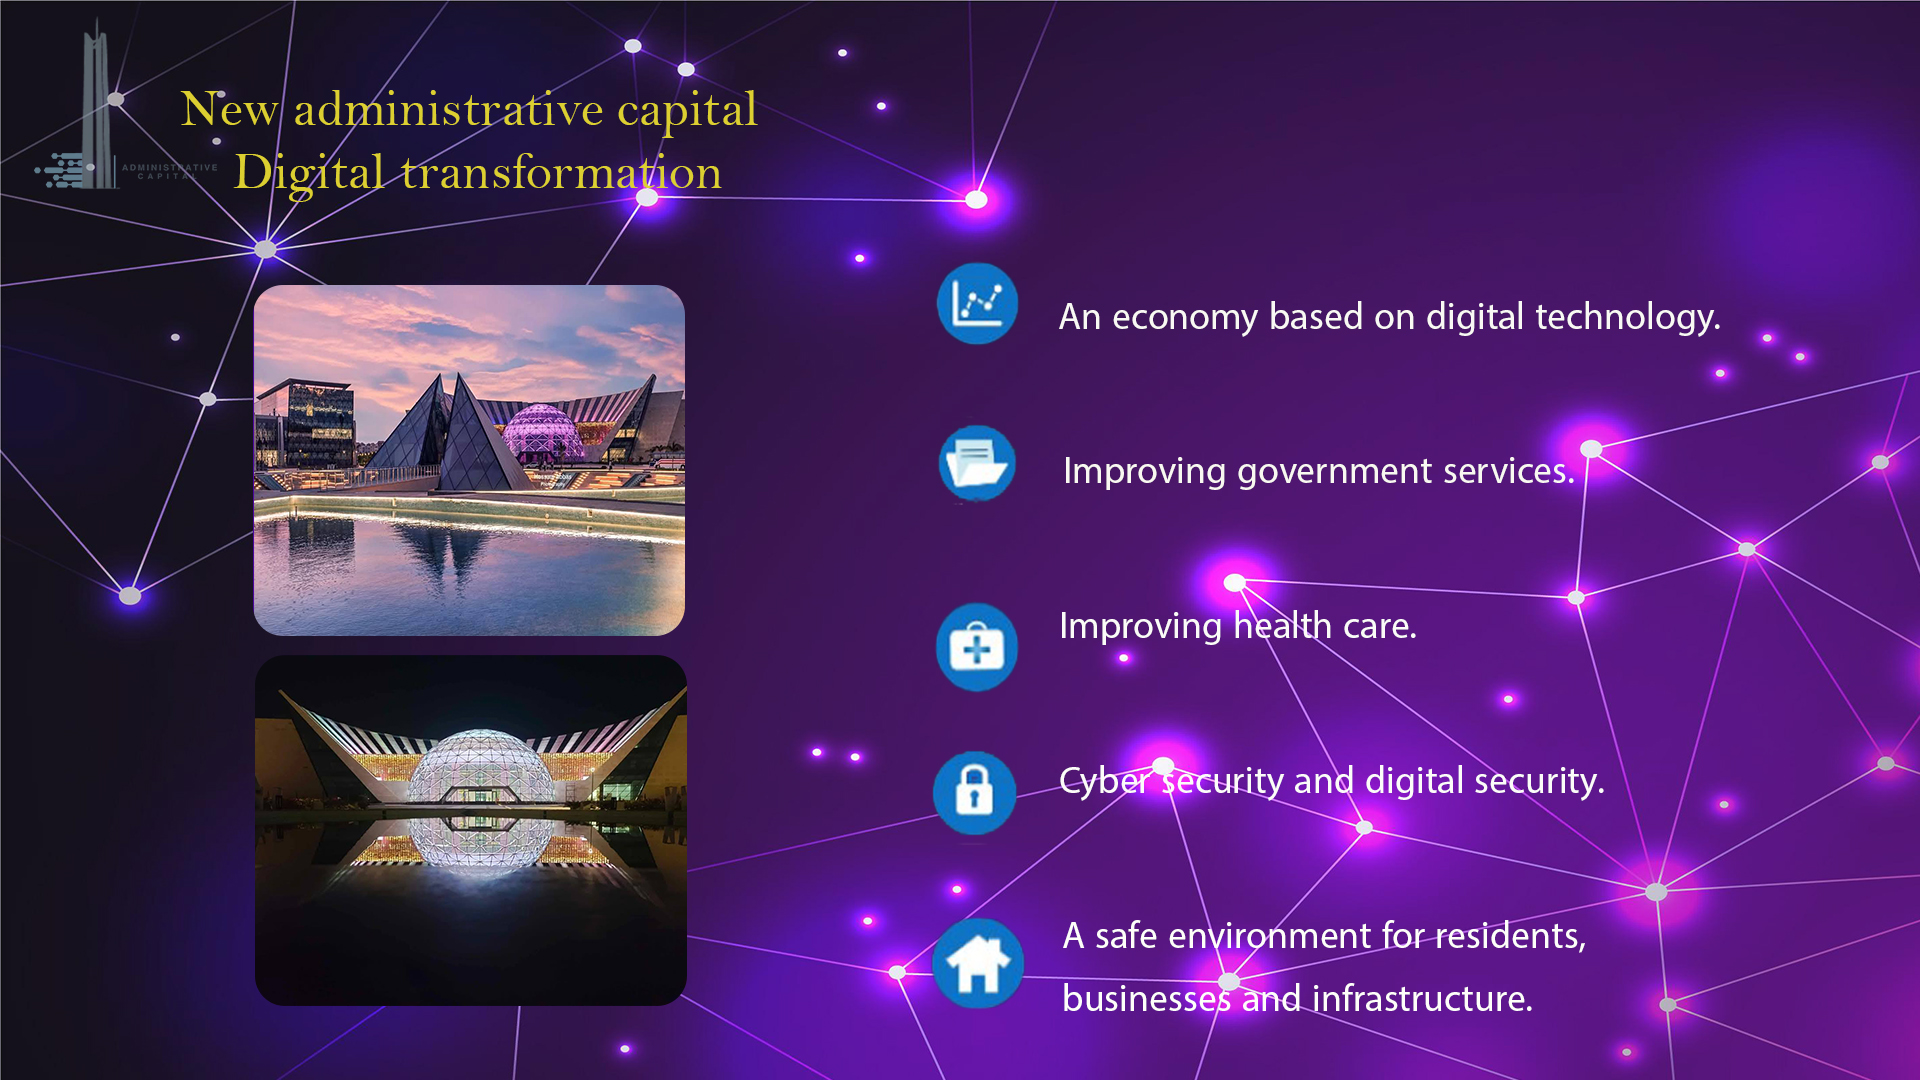 New administrative capital
Digital transformation
ADMINISTRATIVE
CAPITAL
An economy based on digital technology.
Improving government services.
Improving health care.
Cyber security and digital security.
A safe environment for residents,
businesses and infrastructure.